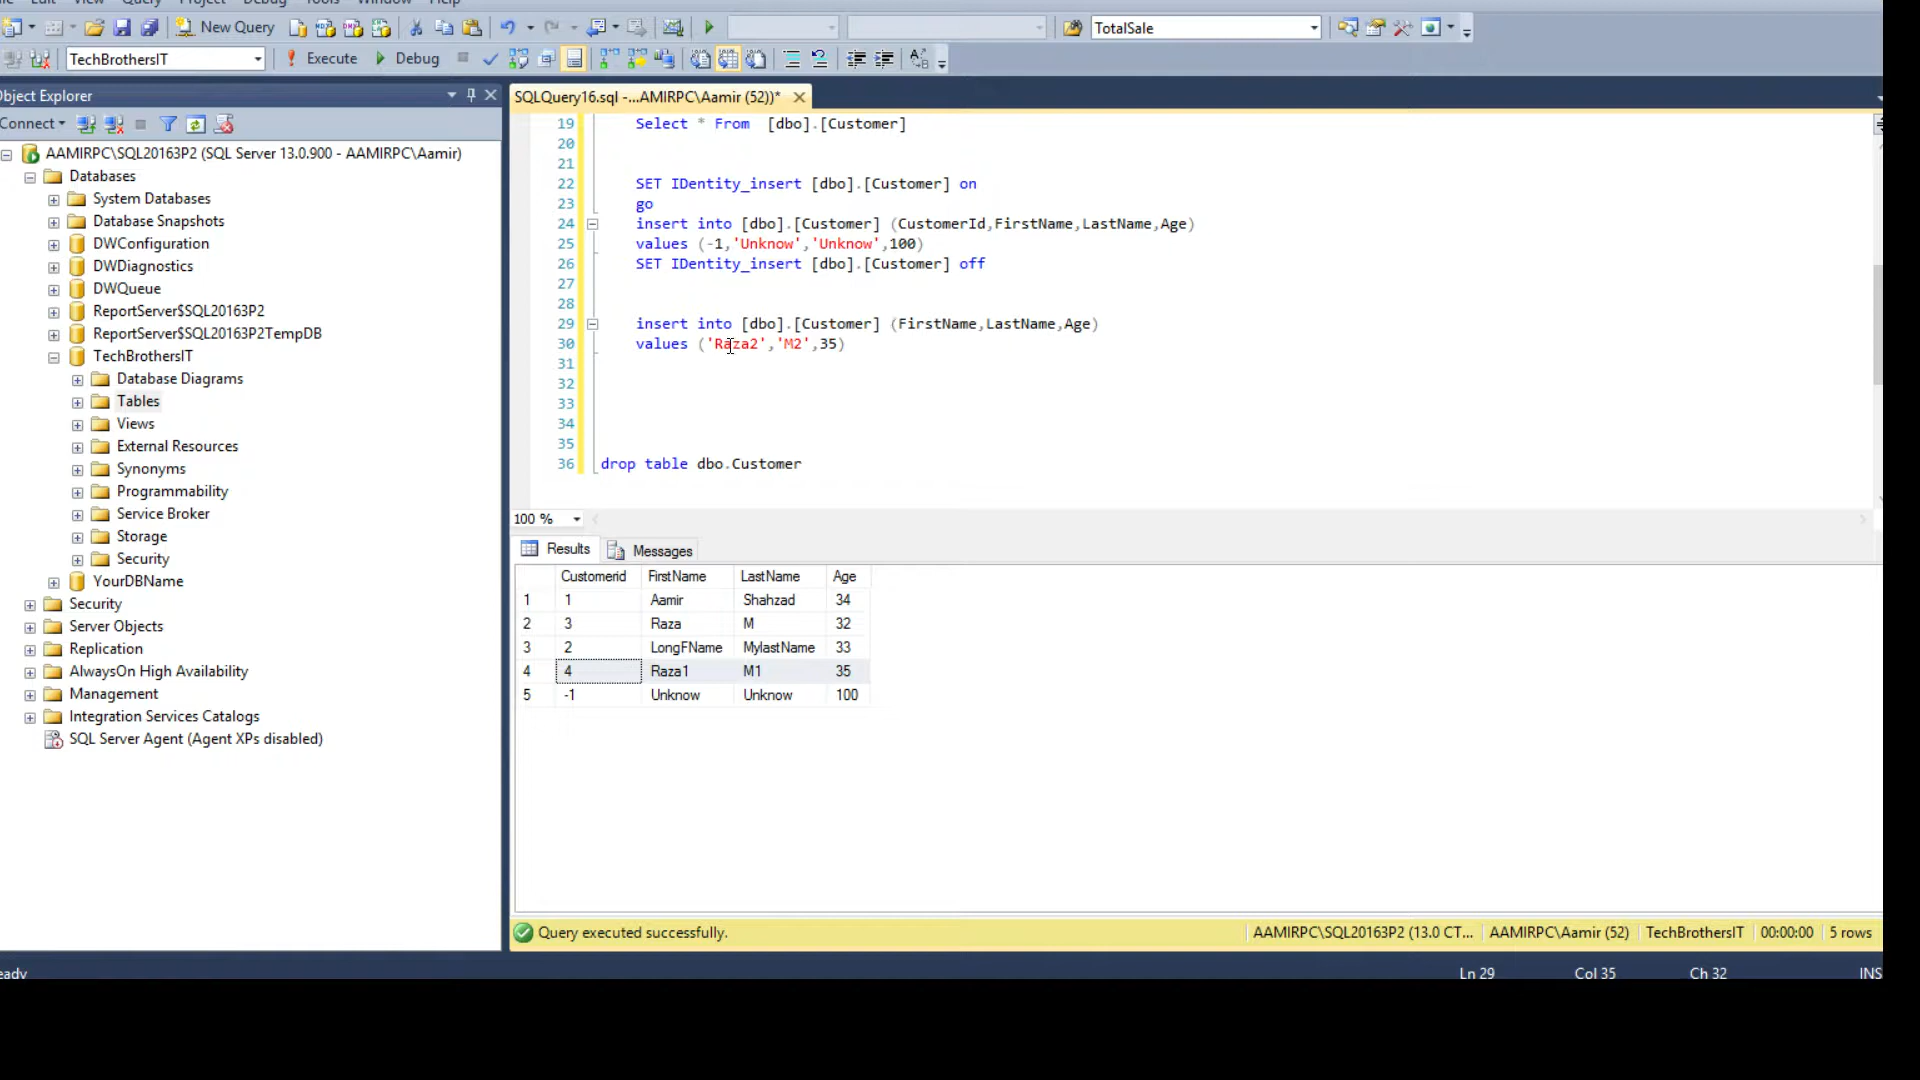 Edit View Query Project Debug Tools Window Help
New Query
TotalSale
TechBrothersIT
Execute
Debug
Object Explorer
Connect
AAMIRPC\SQL20163P2 (SQL Server 13.0.900 - AAMIRPC\Aamir)
Databases
System Databases
Database Snapshots
DWConfiguration
DWDiagnostics
DWQueue
ReportServer$SQL20163P2
ReportServer$SQL20163P2TempDB
TechBrothersIT
Database Diagrams
Tables
Views
External Resources
Synonyms
Programmability
Service Broker
Storage
Security
YourDBName
Security
Server Objects
Replication
AlwaysOn High Availability
Management
Integration Services Catalogs
SQL Server Agent (Agent XPs disabled)
SQLQuery16.sql -...AMIRPC\Aamir (52))*
19 Select * From [dbo].[Customer]
20
21
22 SET IDentity_insert [dbo].[Customer] on
23 go
24 insert into [dbo].[Customer] (CustomerId,FirstName,LastName,Age)
25 values (-1,'Unknow','Unknow',100)
26 SET IDentity_insert [dbo].[Customer] off
27
28
29 insert into [dbo].[Customer] (FirstName,LastName,Age)
30 values ('Raza2','M2',35)
31
32
33
34
35
36 drop table dbo.Customer
100 %
Results Messages
Customerid FirstName LastName Age
1 1 Aamir Shahzad 34
2 3 Raza M 32
3 2 LongFName MylastName 33
4 4 Raza1 M1 35
5 -1 Unknow Unknow 100
Query executed successfully. AAMIRPC\SQL20163P2 (13.0 CT... AAMIRPC\Aamir (52) TechBrothersIT 00:00:00 5 rows
eady Ln 29 Col 35 Ch 32 INS